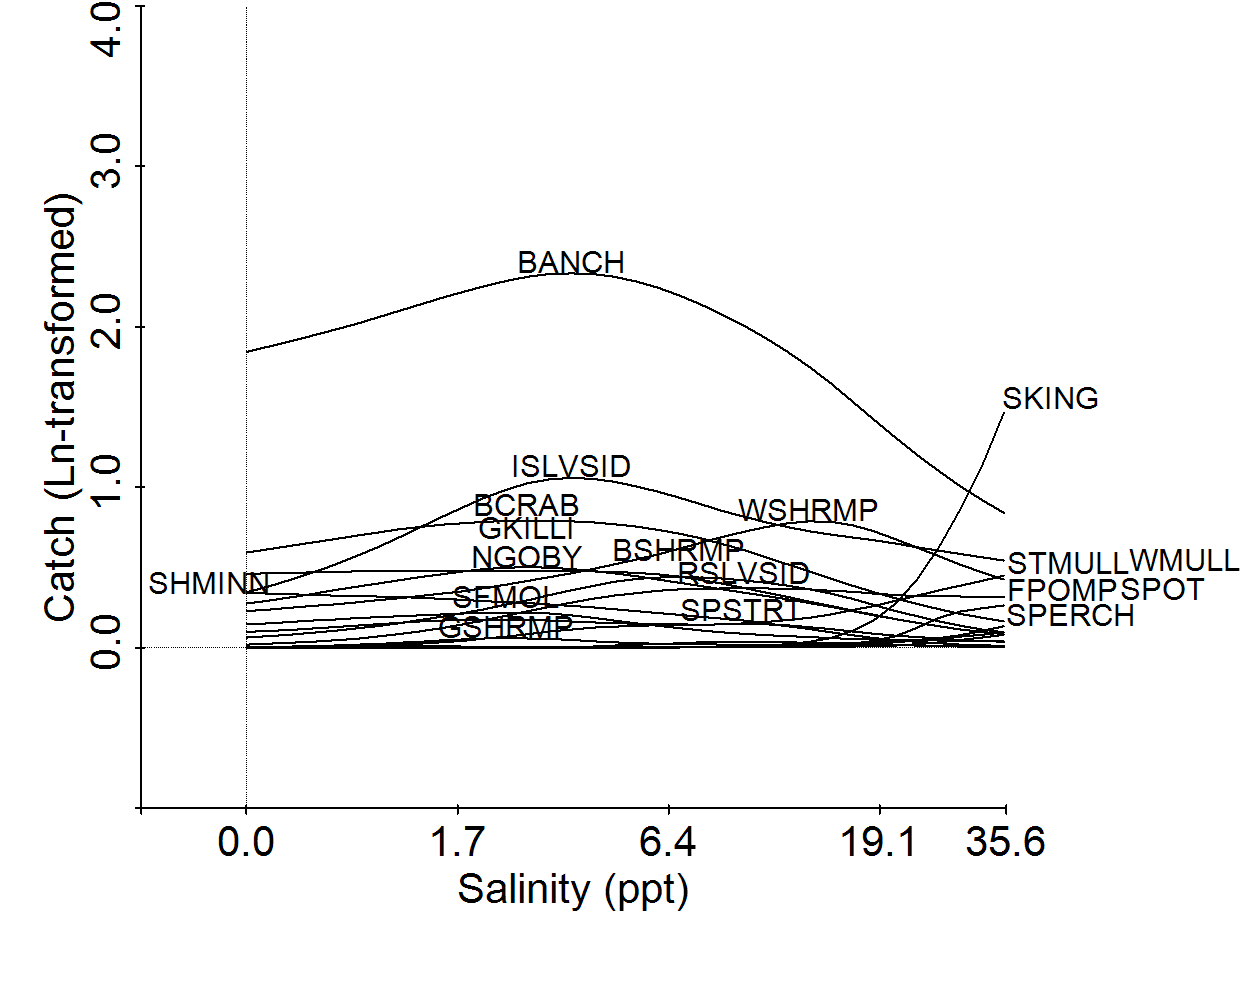 4.0
3.0
2.0
1.0
0.0
Catch (Ln-transformed)
BANCH
SKING
ISLVSID
BCRAB
WSHRMP
GKILLI
BSHRMP
NGOBY
STMULL
WMULL
RSLVSID
SHMINN
FPOMP
SPOT
SFMOL
SPSTRT
SPERCH
GSHRMP
0.0 1.7 6.4 19.1 35.6
Salinity (ppt)